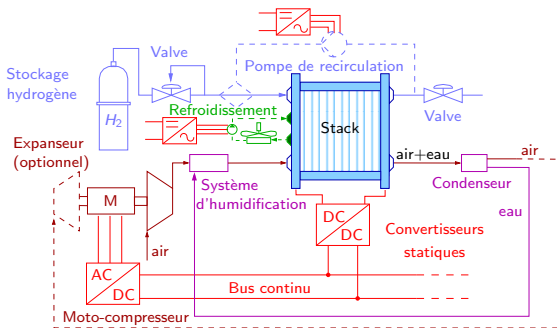 Valve
Pompe de recirculation
Stockage
hydrogène
H2
Refroidissement
Valve
Stack
Expanseur
(optionnel)
air+eau
air
Système
d'humidification
Condenseur
M
eau
DC
DC
Convertisseurs
statiques
air
AC
DC
Bus continu
Moto-compresseur